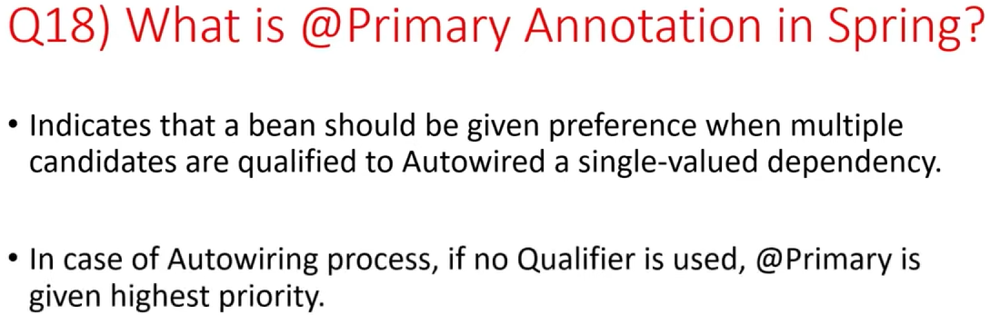 Q18) What is @Primary Annotation in Spring?
• Indicates that a bean should be given preference when multiple
candidates are qualified to Autowired a single-valued dependency.
• In case of Autowiring process, if no Qualifier is used, @Primary is
given highest priority.